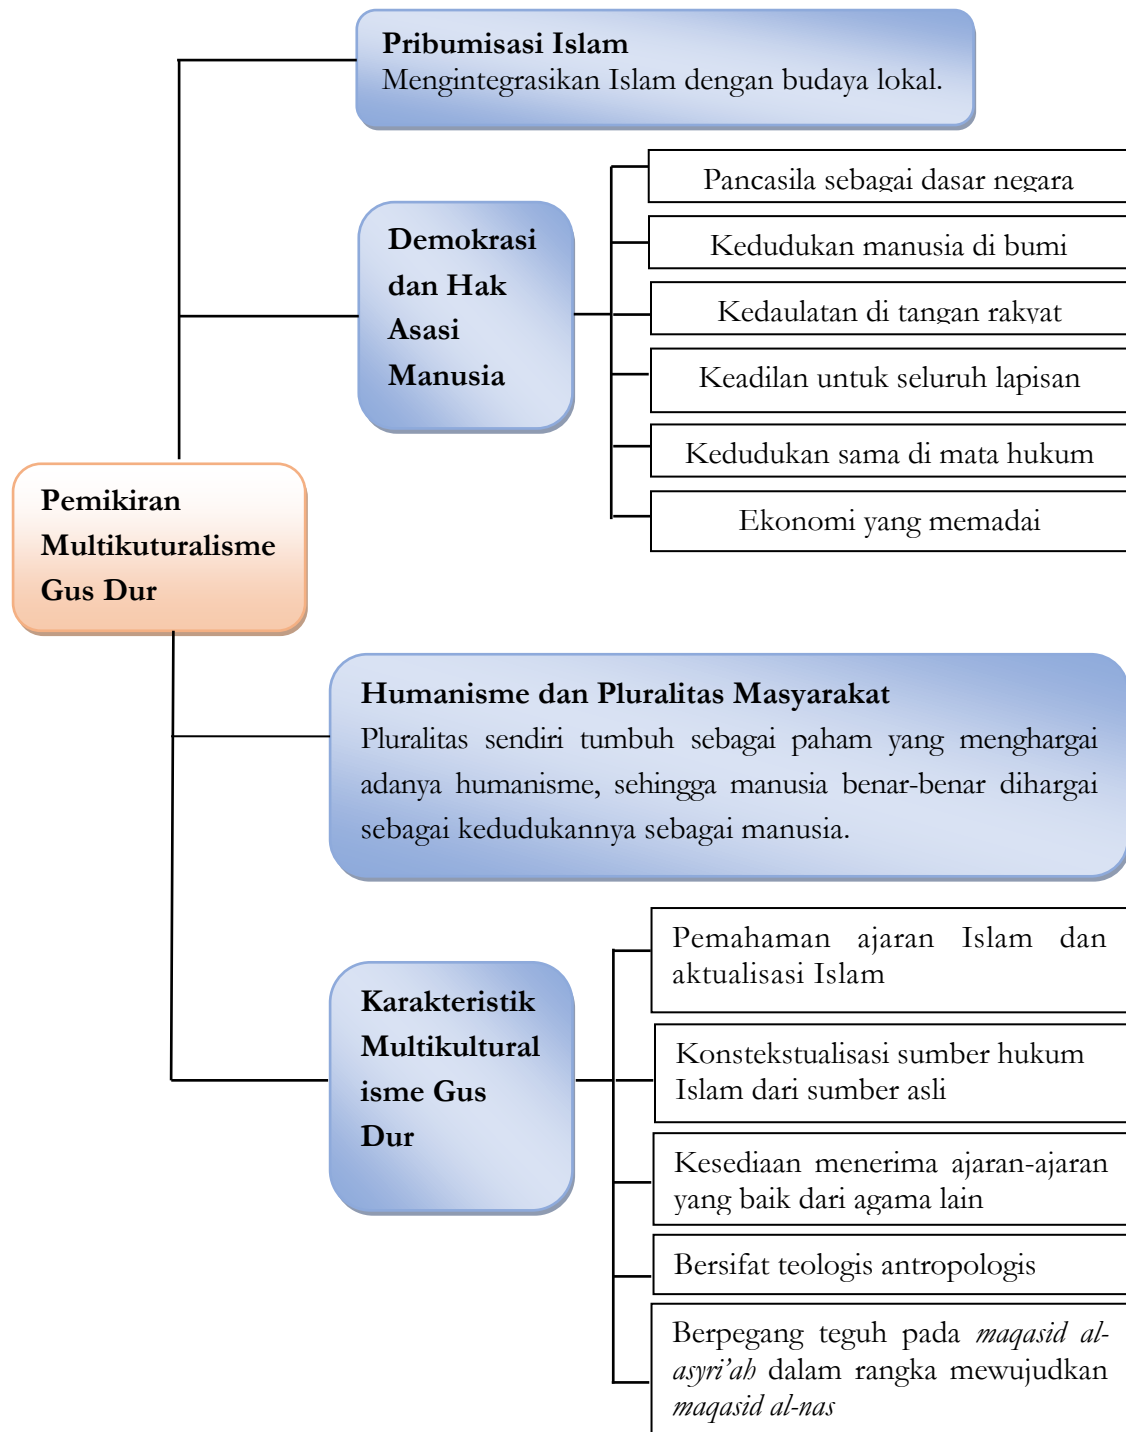 Pribumisasi Islam
Mengintegrasikan Islam dengan budaya lokal.
Demokrasi
dan Hak
Asasi
Manusia
Pancasila sebagai dasar negara
Kedudukan manusia di bumi
Kedaulatan di tangan rakyat
Keadilan untuk seluruh lapisan
Kedudukan sama di mata hukum
Ekonomi yang memadai
Pemikiran
Multikuturalisme
Gus Dur
Humanisme dan Pluralitas Masyarakat
Pluralitas sendiri tumbuh sebagai paham yang menghargai
adanya humanisme, sehingga manusia benar-benar dihargai
sebagai kedudukannya sebagai manusia.
Karakteristik
Multikultural
isme Gus
Dur
Pemahaman ajaran Islam dan
aktualisasi Islam
Konstekstualisasi sumber hukum
Islam dari sumber asli
Kesediaan menerima ajaran-ajaran
yang baik dari agama lain
Bersifat teologis antropologis
Berpegang teguh pada maqasid al-
asyri’ah dalam rangka mewujudkan
maqasid al-nas